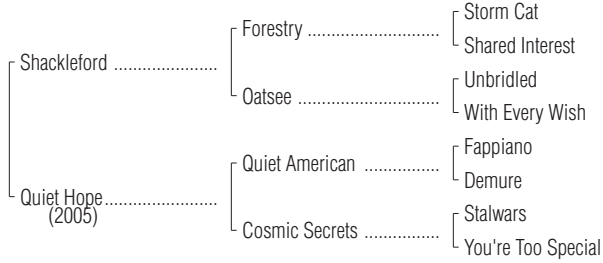 Storm Cat
Forestry ........................................
Shared Interest
Shackleford ........................
Unbridled
Oatsee ........................................
With Every Wish
Fappiano
Quiet American ......................
Demure
Quiet Hope ..............................
(2005)
Stalwars
Cosmic Secrets ......................
You're Too Special